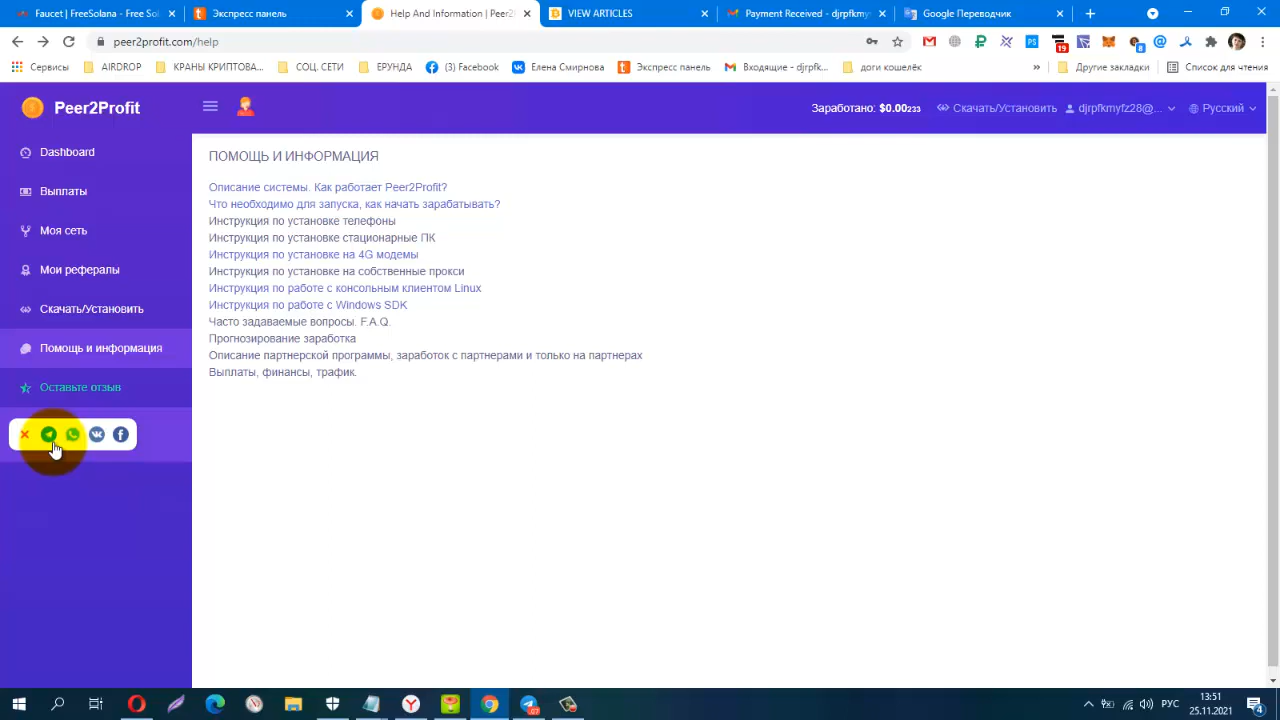 Faucet | FreeSolana - Free Sol
Экспресс панель
Help And Information | Peer2P
VIEW ARTICLES
Payment Received - djrpfkmy
Google Переводчик
peer2profit.com/help
19
8
Сервисы
AIRDROP
КРАНЫ КРИПТОВА...
СОЦ. СЕТИ
ЕРУНДА
(3) Facebook
Елена Смирнова
Экспресс панель
Входящие - djrpfk...
доги кошелёк
»
Другие закладки
Список для чтения
Peer2Profit
Заработано: $0.00233
Скачать/Установить
djrpfkmyfz28@...
Русский
Dashboard
Выплаты
Моя сеть
Мои рефералы
Скачать/Установить
Помощь и информация
Оставьте отзыв
ПОМОЩЬ И ИНФОРМАЦИЯ
Описание системы. Как работает Peer2Profit?
Что необходимо для запуска, как начать зарабатывать?
Инструкция по установке телефоны
Инструкция по установке стационарные ПК
Инструкция по установке на 4G модемы
Инструкция по установке на собственные прокси
Инструкция по работе с консольным клиентом Linux
Инструкция по работе с Windows SDK
Часто задаваемые вопросы. F.A.Q.
Прогнозирование заработка
Описание партнерской программы, заработок с партнерами и только на партнерах
Выплаты, финансы, трафик.
РУС
13:51
25.11.2021
4